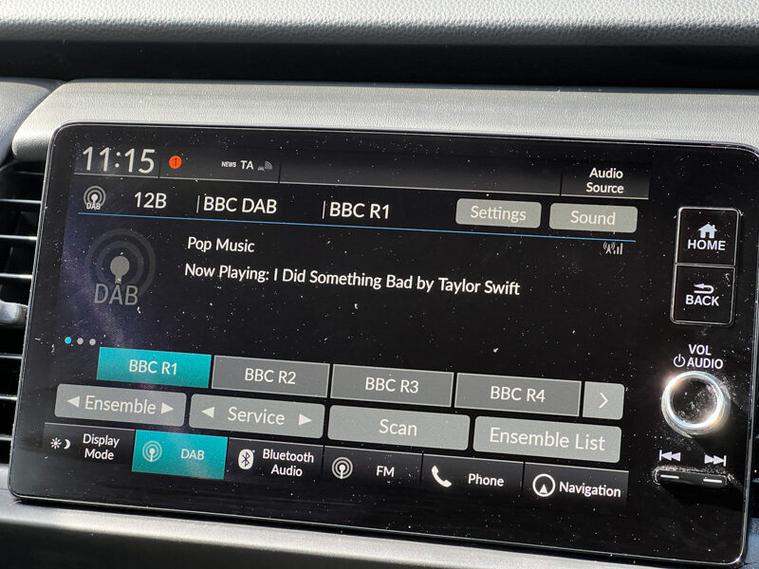 11:15
1
NEWS TA
Audio
Source
DAB
12B
BBC DAB
BBC R1
Settings
Sound
Pop Music
Now Playing: I Did Something Bad by Taylor Swift
DAB
HOME
BACK
VOL
AUDIO
BBC R1
BBC R2
BBC R3
BBC R4
Ensemble
Service
Scan
Ensemble List
Display
Mode
DAB
Bluetooth
Audio
FM
Phone
Navigation